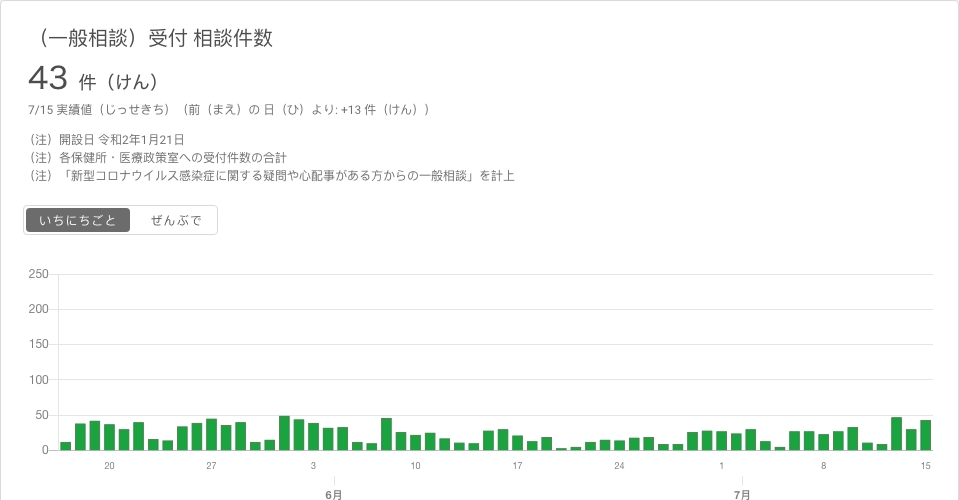 （一般相談）受付 相談件数
43 件（けん）
7/15 実績値（じっせきち）（前（まえ）の 日（ひ）より: +13 件（けん））
（注）開設日 令和2年1月21日
（注）各保健所・医療政策室への受付件数の合計
（注）「新型コロナウイルス感染症に関する疑問や心配事がある方からの一般相談」を計上
いちにちごと ぜんぶで
250
200
150
100
50
0
20 27 3 10 17 24 1 8 15
6月 7月